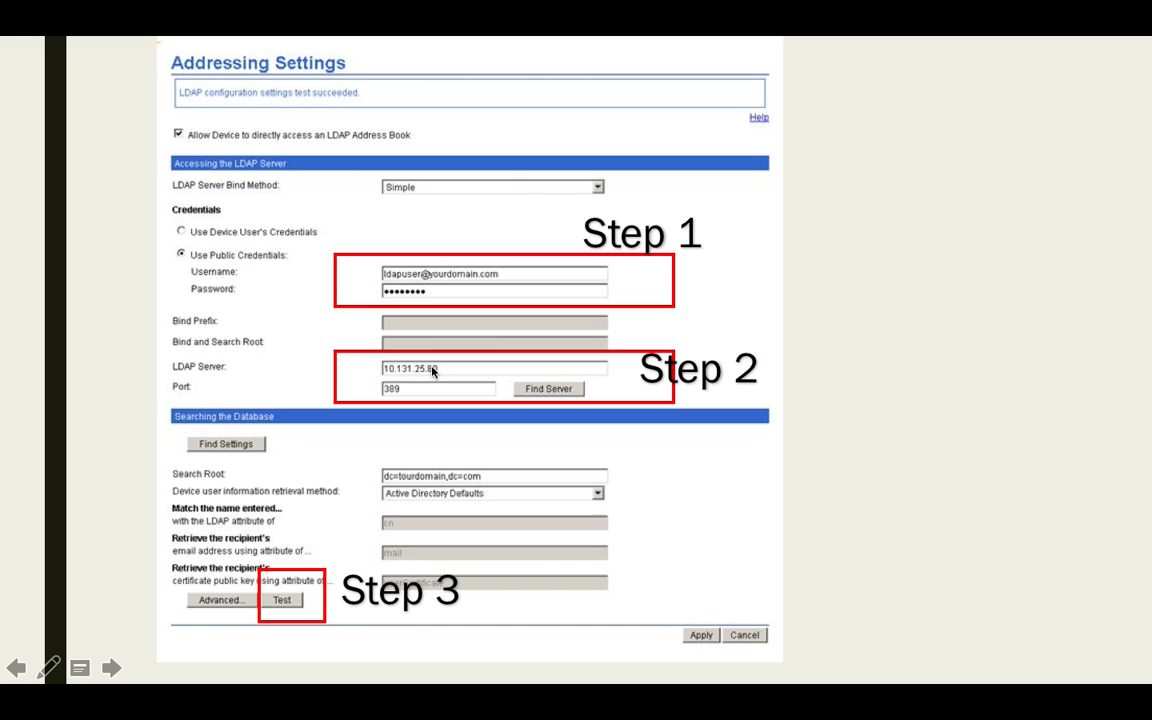 Addressing Settings
LDAP configuration settings test succeeded.
Help
Allow Device to directly access an LDAP Address Book
Accessing the LDAP Server
LDAP Server Bind Method: Simple
Credentials
Use Device User's Credentials
Step 1
Use Public Credentials:
Username: ldapuser@yourdomain.com
Password: ••••••••
Bind Prefix:
Bind and Search Root:
LDAP Server:
Step 2
Port: 389 Find Server
Searching the Database
Find Settings
Search Root: dc=tourdomain,dc=com
Device user information retrieval method: Active Directory Defaults
Match the name entered...
with the LDAP attribute of cn
Retrieve the recipient's
email address using attribute of ... mail
Retrieve the recipient's
certificate public key using attribute of...
Step 3
Advanced... Test
Apply Cancel